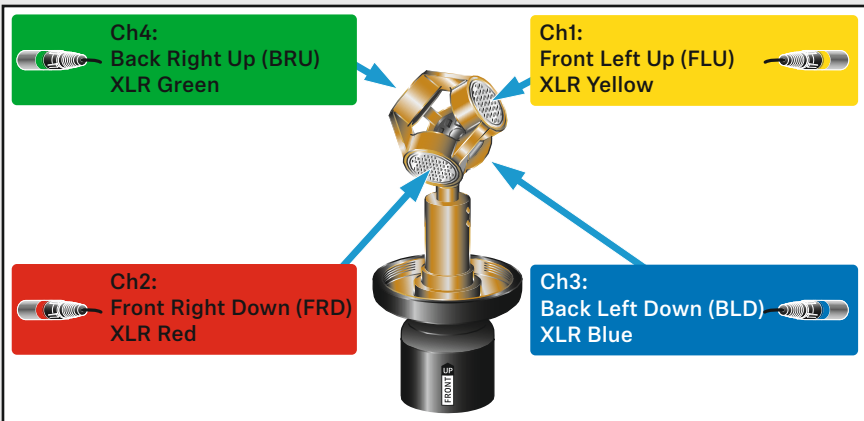 Ch4:
Back Right Up (BRU)
XLR Green
Ch1:
Front Left Up (FLU)
XLR Yellow
Ch2:
Front Right Down (FRD)
XLR Red
Ch3:
Back Left Down (BLD)
XLR Blue
FRONT UP